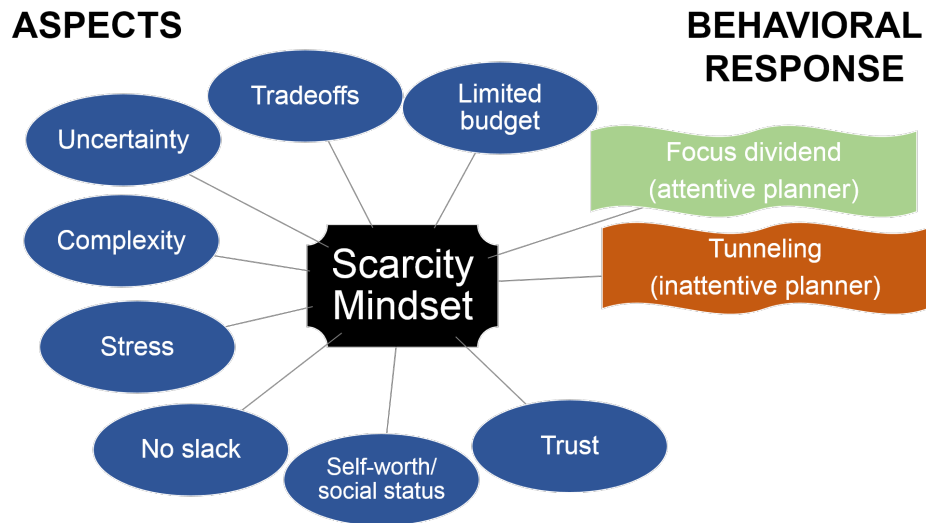 ASPECTS
BEHAVIORAL
RESPONSE
Tradeoffs
Limited
budget
Uncertainty
Focus dividend
(attentive planner)
Complexity
Scarcity
Mindset
Tunneling
(inattentive planner)
Stress
No slack
Self-worth/
social status
Trust